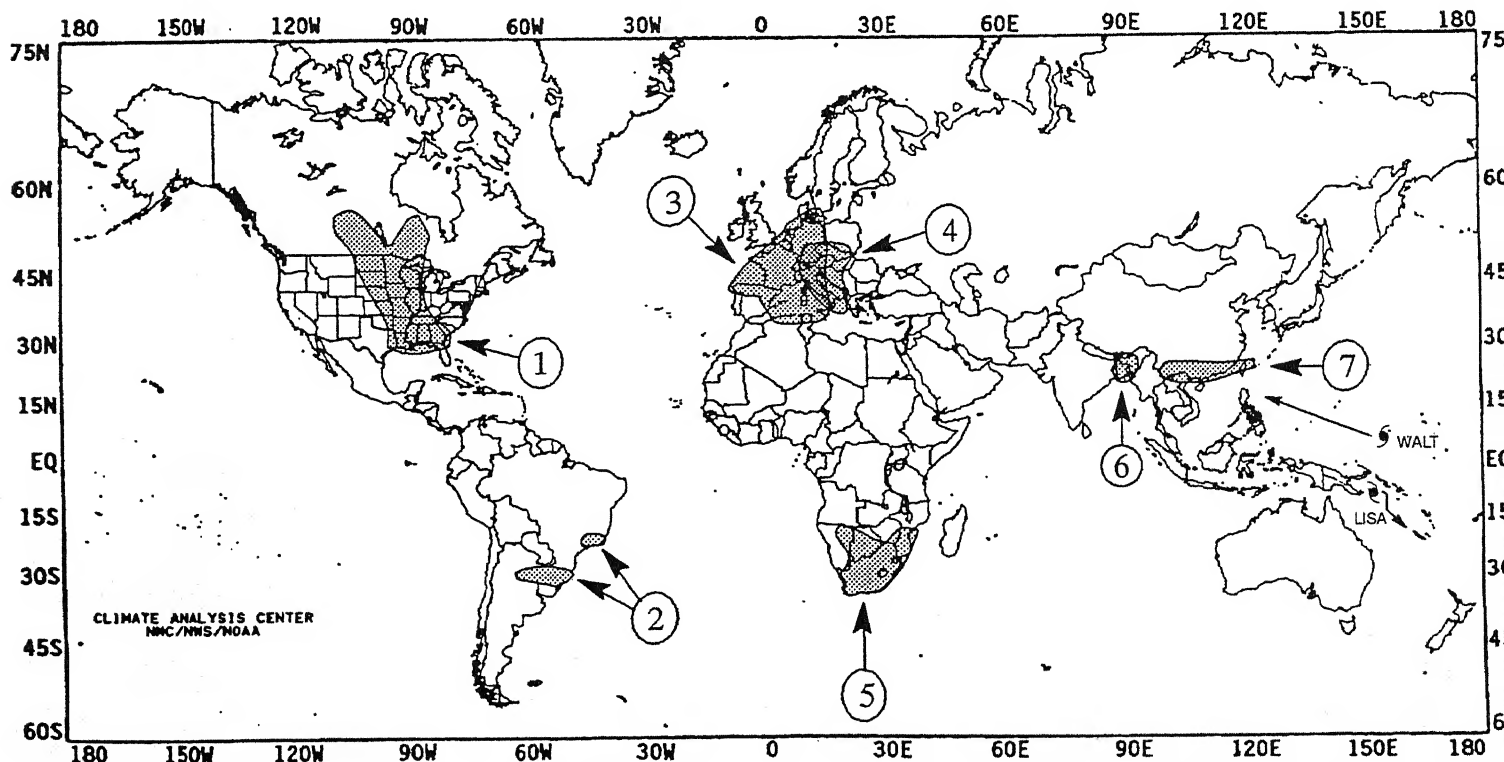 180 150W 120W 90W 60W 30W 0 30E 60E 90E 120E 150E 180
75N 75
60N 60
45N 45
30N 30
15N 15
EQ EQ
15S 15
30S 30
45S 45
60S 6
3
4
1
7
WALT
6
LISA
2
CLIMATE ANALYSIS CENTER
NMC/NWS/NOAA
5
180 150W 120W 90W 60W 30W 0 30E 60E 90E 120E 150E 180